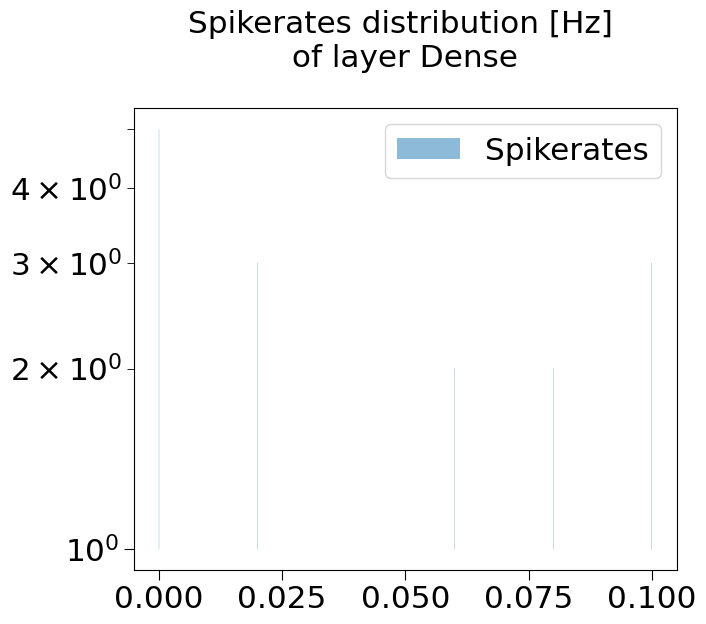 Spikerates distribution [Hz]
of layer Dense
Spikerates
4 × 10⁰
3 × 10⁰
2 × 10⁰
10⁰
0.000 0.025 0.050 0.075 0.100